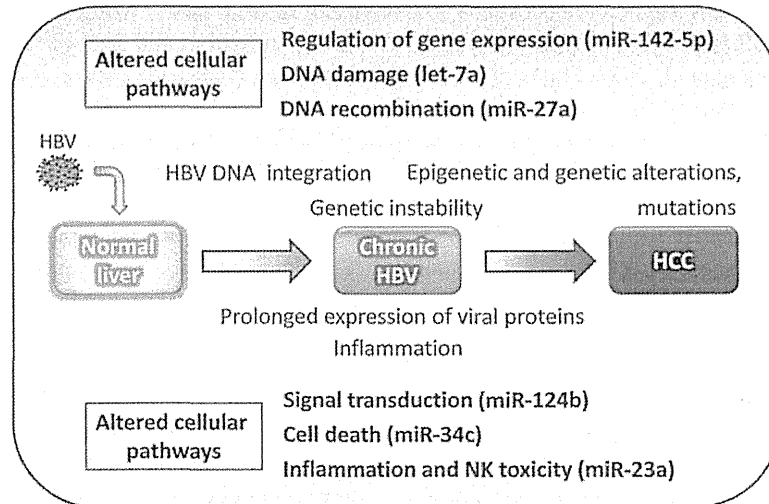 Altered cellular
pathways
Regulation of gene expression (miR-142-5p)
DNA damage (let-7a)
DNA recombination (miR-27a)
HBV
HBV DNA integration
Epigenetic and genetic alterations,
Genetic instability
mutations
Normal
liver
Chronic
HBV
HCC
Prolonged expression of viral proteins
Inflammation
Altered cellular
pathways
Signal transduction (miR-124b)
Cell death (miR-34c)
Inflammation and NK toxicity (miR-23a)